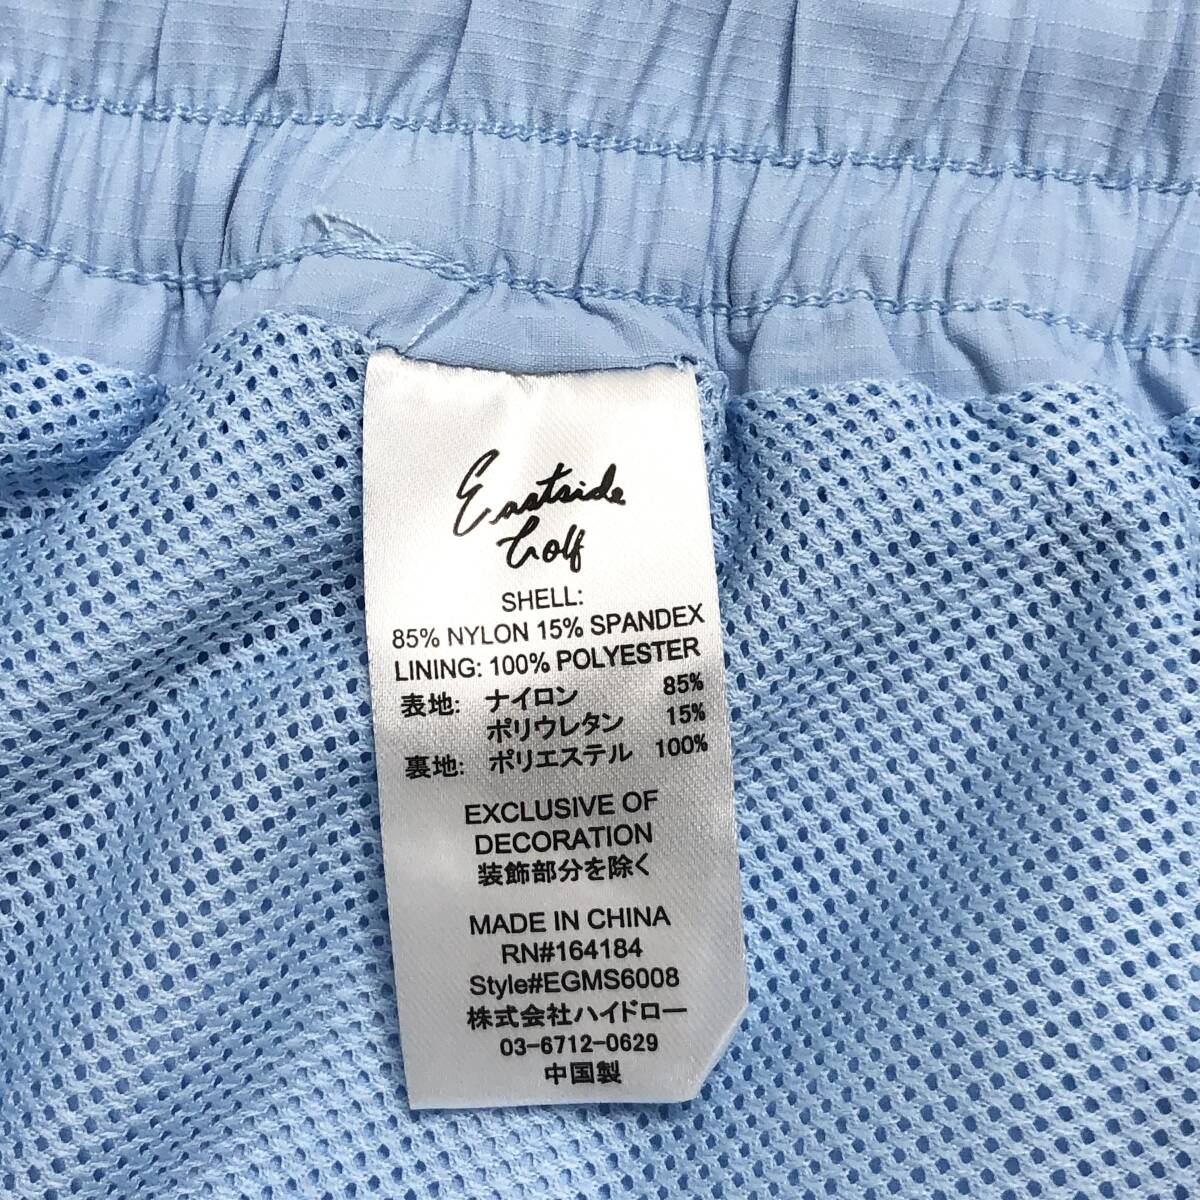 Eastside
Golf
SHELL:
85% NYLON 15% SPANDEX
LINING: 100% POLYESTER
表地: ナイロン 85%
ポリウレタン 15%
裏地: ポリエステル 100%
EXCLUSIVE OF
DECORATION
装飾部分を除く
MADE IN CHINA
RN#164184
Style#EGMS6008
株式会社ハイドロー
03-6712-0629
中国製